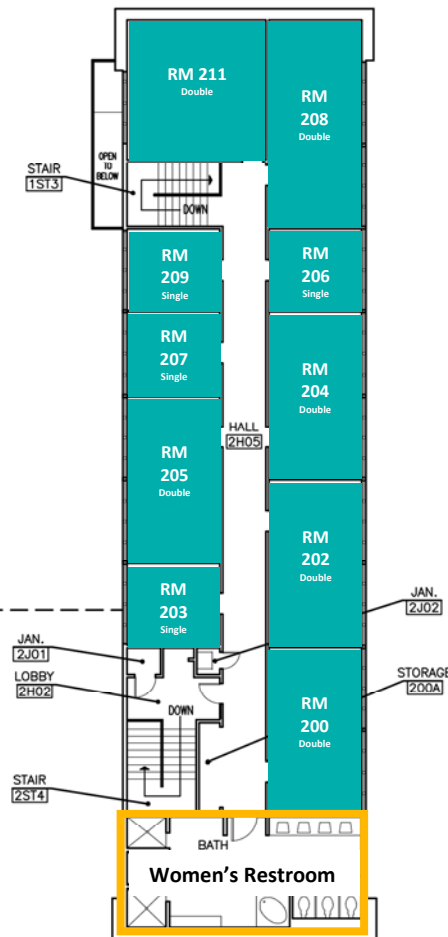 RM 211
Double
RM
208
Double
OPEN
TO
BELOW
STAIR
1ST3
DOWN
RM
209
Single
RM
206
Single
RM
207
Single
RM
204
Double
HALL
2H05
RM
205
Double
RM
202
Double
RM
203
Single
JAN.
2J02
JAN.
2J01
LOBBY
2H02
STORAGE
200A
RM
200
Double
DOWN
STAIR
2ST4
BATH
Women's Restroom